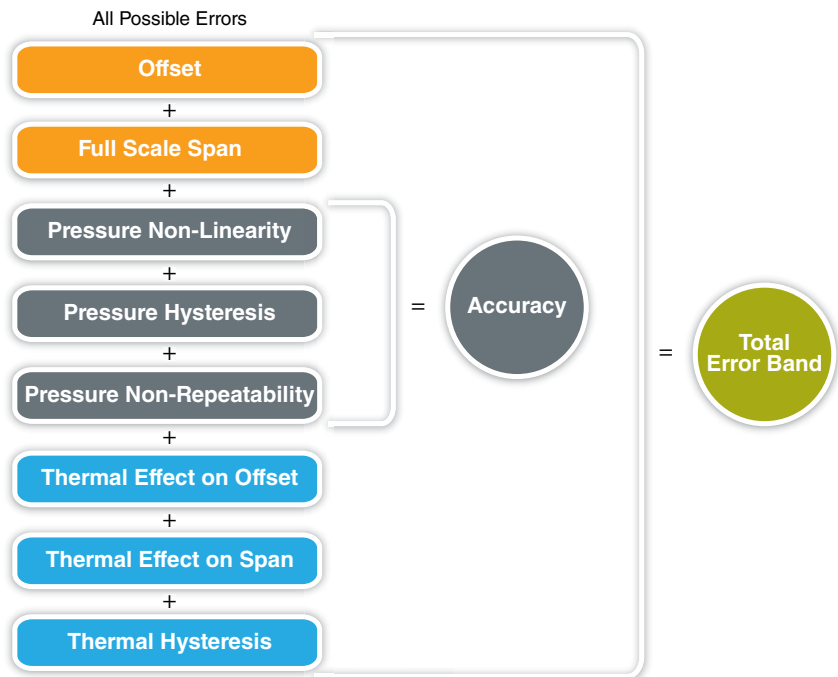 All Possible Errors
Offset
+
Full Scale Span
+
Pressure Non-Linearity
+
Pressure Hysteresis
+
Pressure Non-Repeatability
+
Thermal Effect on Offset
+
Thermal Effect on Span
+
Thermal Hysteresis
=
Accuracy
=
Total
Error Band